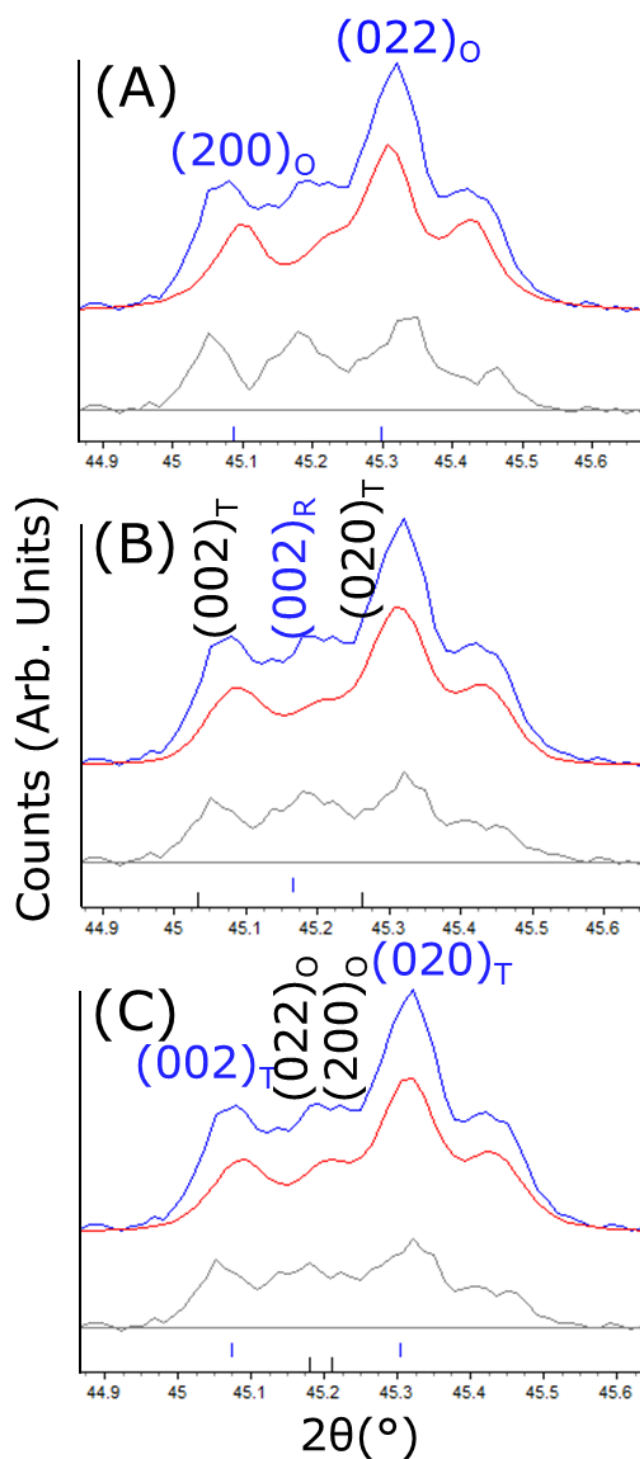 (A)
(022)O
(200)O
44.9 45 45.1 45.2 45.3 45.4 45.5 45.6
(B)
(002)T
(002)R
(020)T
44.9 45 45.1 45.2 45.3 45.4 45.5 45.6
(C)
(002)T
(022)O
(200)O
(020)T
44.9 45 45.1 45.2 45.3 45.4 45.5 45.6
Counts (Arb. Units)
2θ(°)